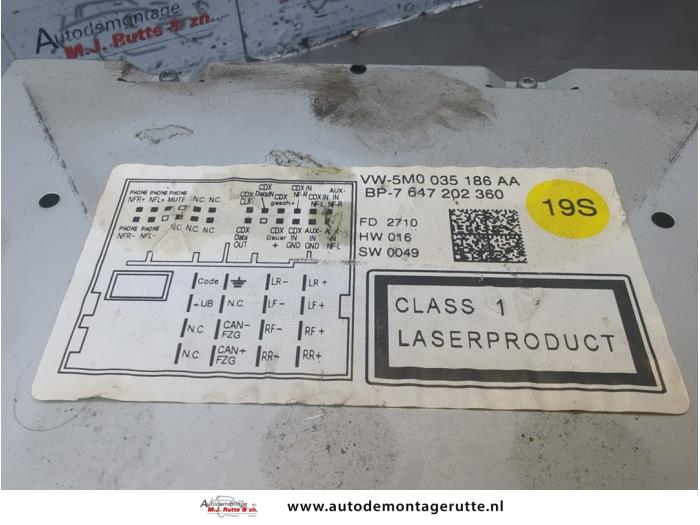 Autodemontage
M.J. Rutte & zn.
VW-5M0 035 186 AA
BP-7 647 202 360
FD 2710
HW 016
SW 0049
19S
PHONE PHONE PHONE
NFR+ NFL+ MUTE N.C. N.C.
PHONE PHONE N.C. N.C. N.C.
NFR- NFL-
CDX CDX CDX IN AUX-
CLK DataIN gesch.+ NF-R CDX IN IN
NF-L NF-R
CDX CDX CDX AUX- AUX-
Data Dauer IN IN IN
OUT + GND GND NF-L
Code LR- LR+
+UB N.C. LF- LF+
N.C. CAN- FZG RF- RF+
N.C. CAN+ FZG RR- RR+
CLASS 1
LASERPRODUCT
Autodemontage
M.J. Rutte & zn.
www.autodemontagerutte.nl